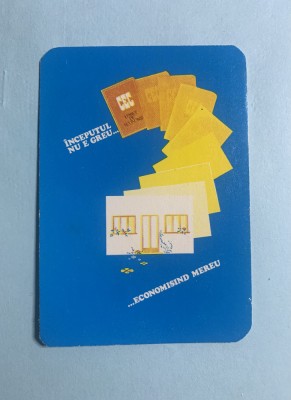 CEC
ÎNCEPUTUL
NU E GREU...
...ECONOMISIND MEREU